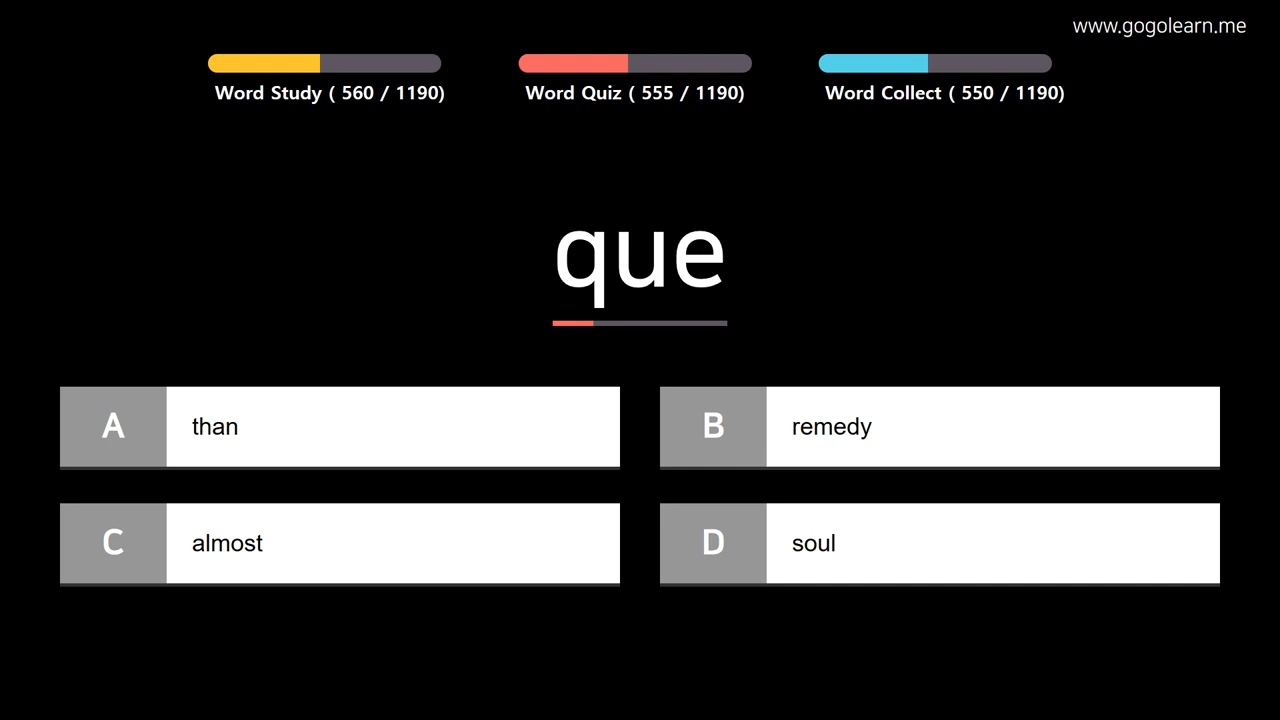 www.gogolearn.me
Word Study ( 560 / 1190)
Word Quiz ( 555 / 1190)
Word Collect ( 550 / 1190)
que
A than
B remedy
C almost
D soul